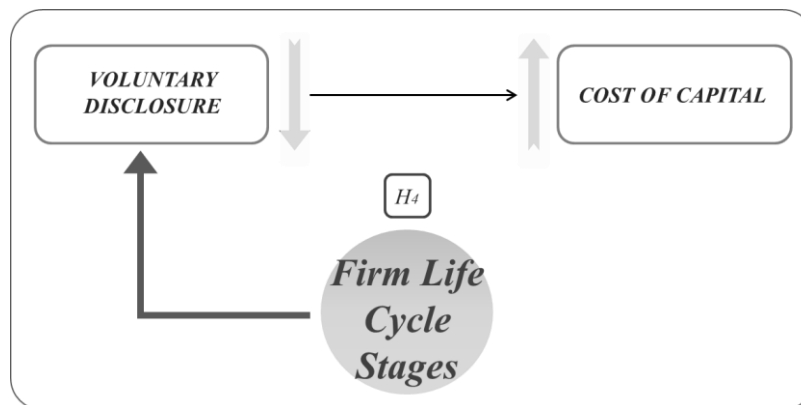 VOLUNTARY
DISCLOSURE
COST OF CAPITAL
H4
Firm Life
Cycle
Stages